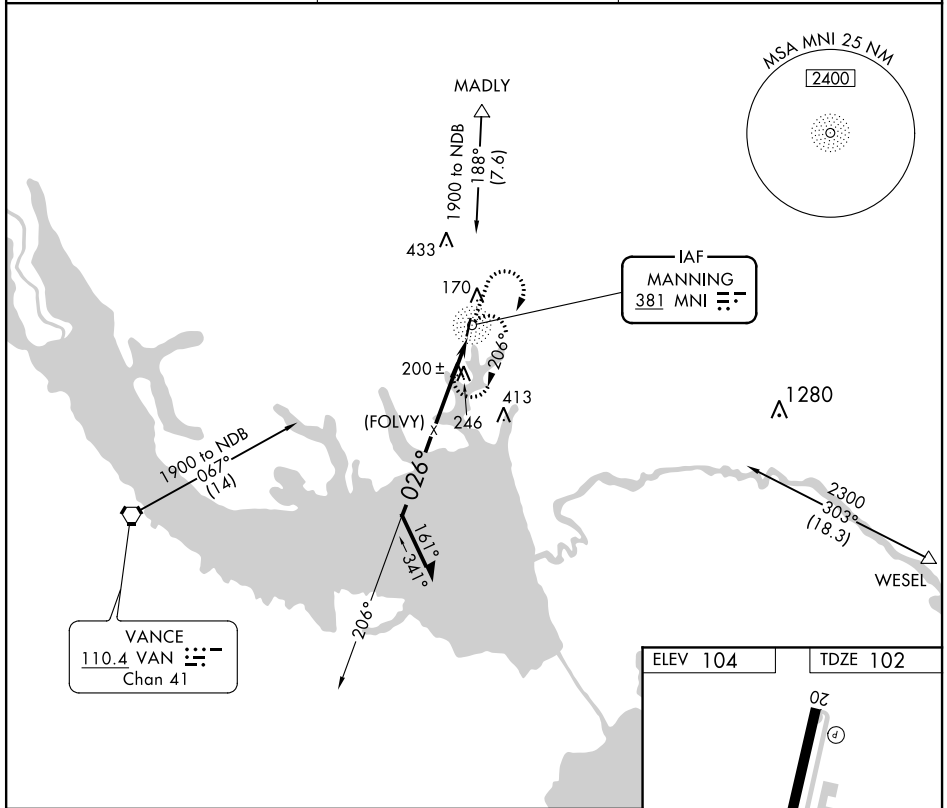 MSA MNI 25 NM
2400
MADLY
1900 to NDB
188°
(7.6)
433
IAF
MANNING
381 MNI
170
206°
200 ±
413
246
(FOLVY)
1280
026°
1900 to NDB
067°
(14)
2300
303°
(18.3)
161°
341°
WESEL
206°
VANCE
110.4 VAN
Chan 41
ELEV 104
TDZE 102
20
P